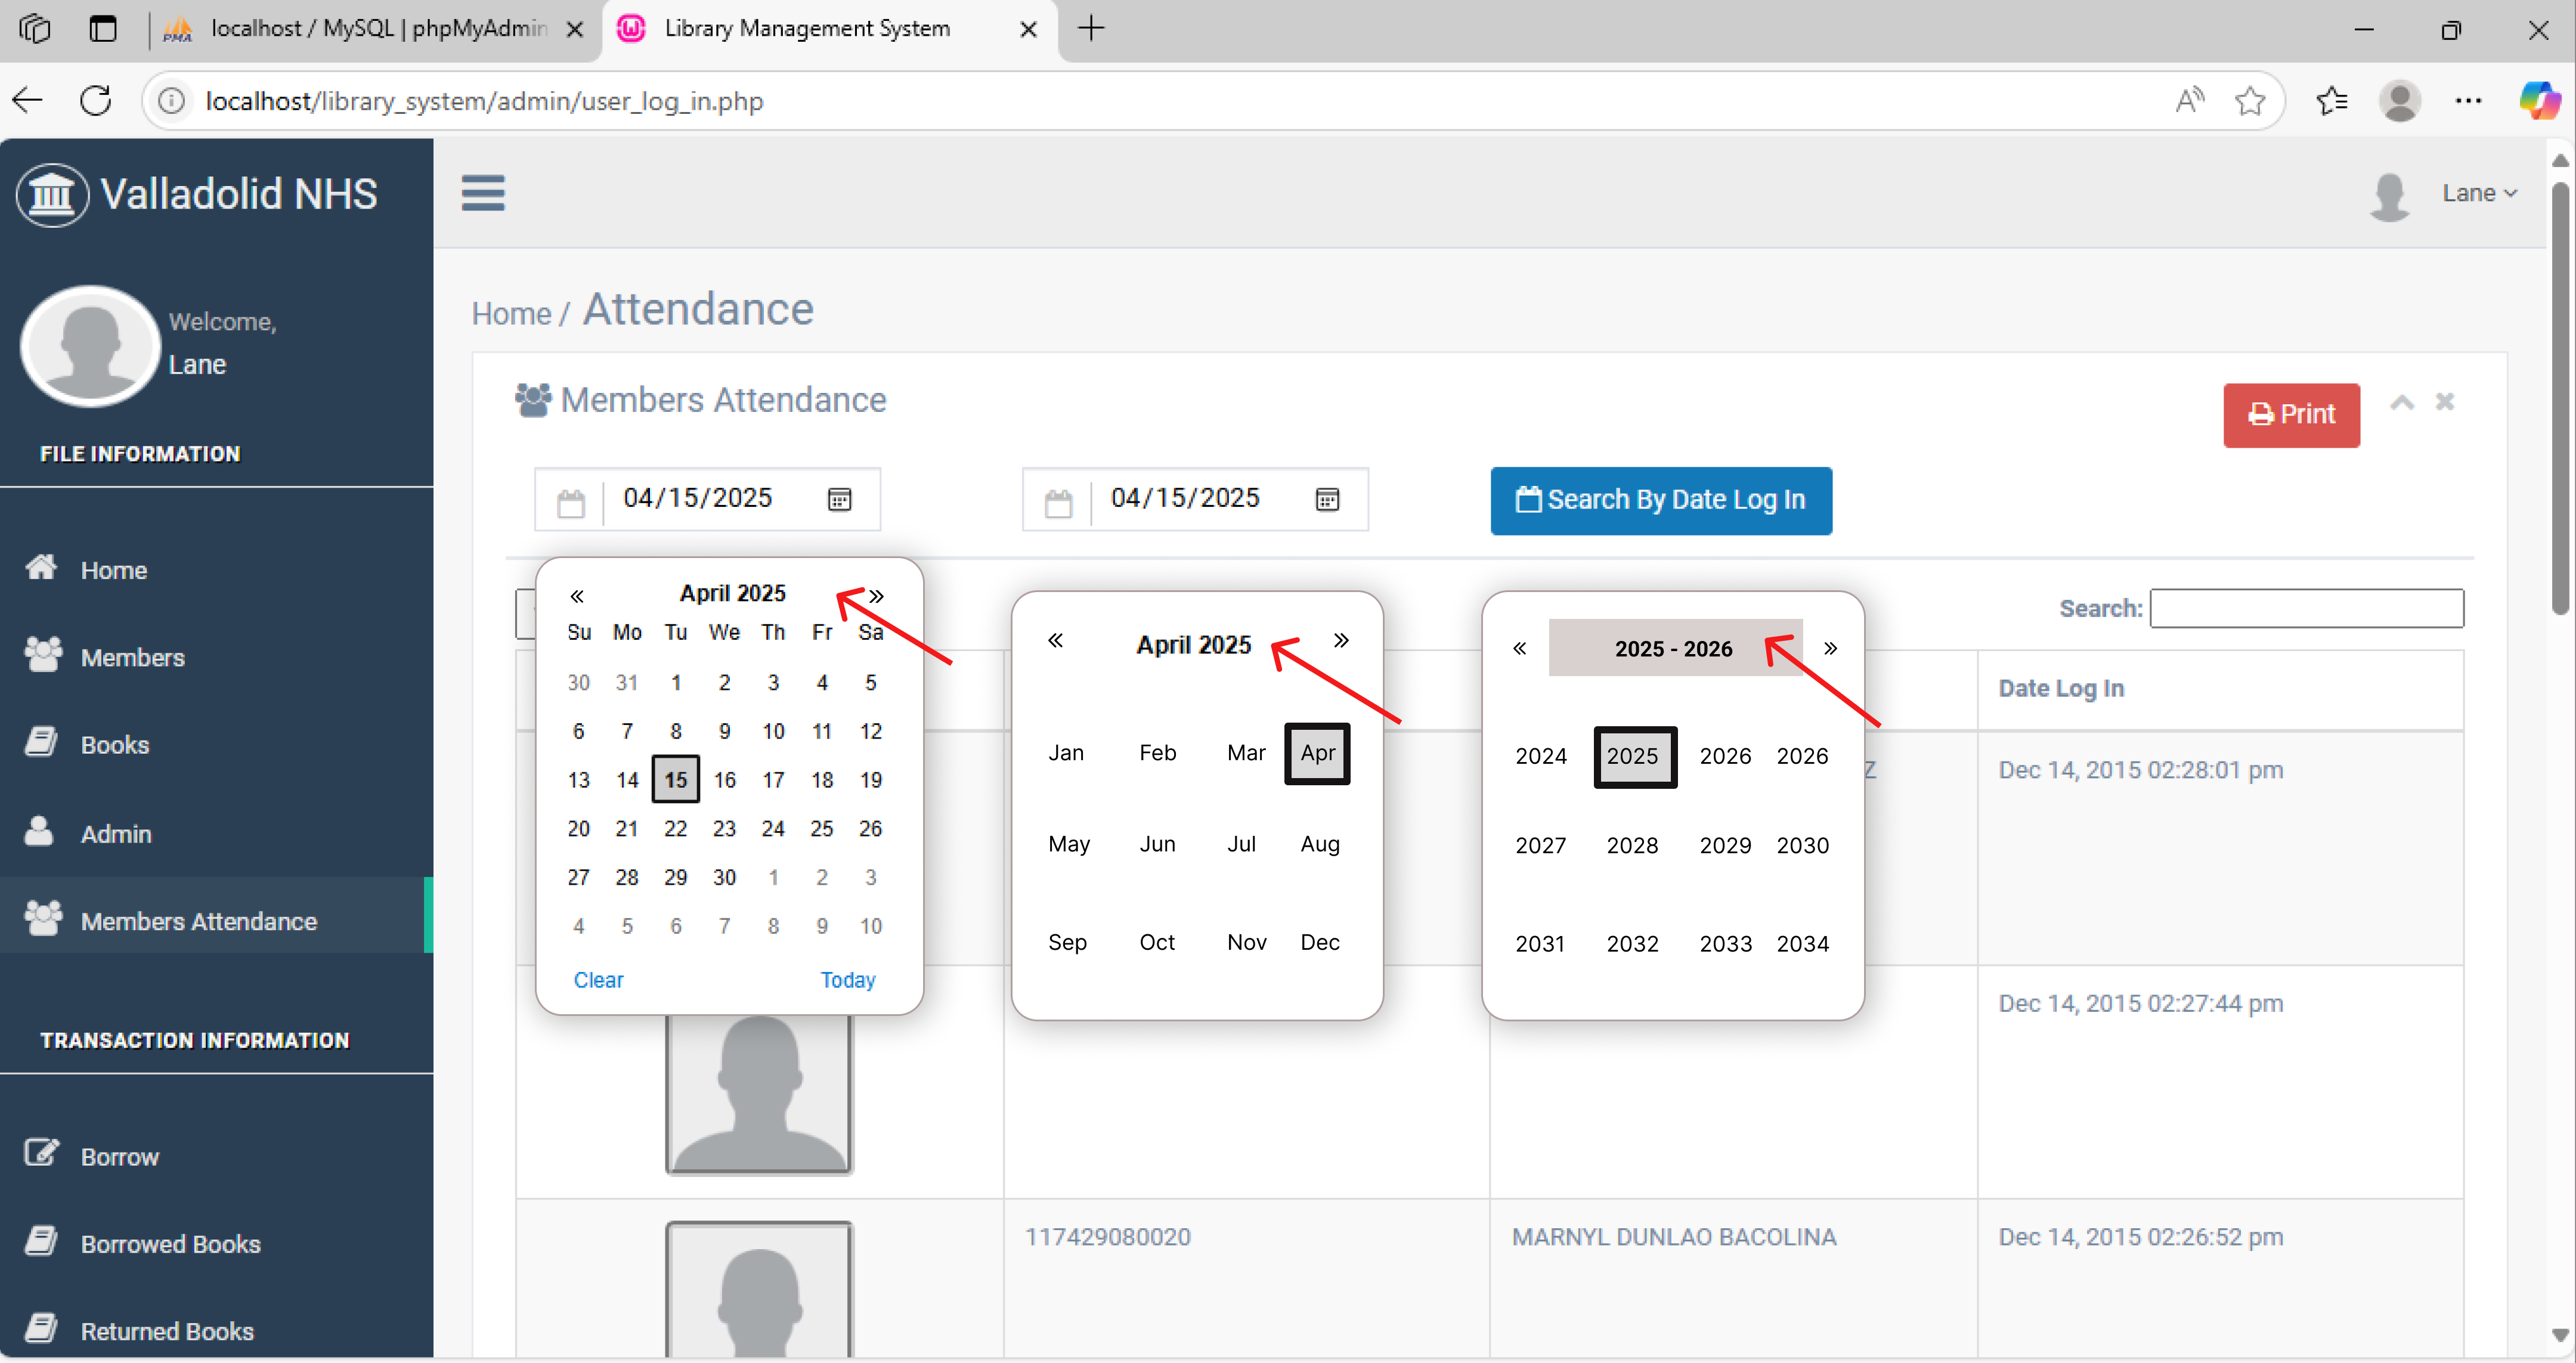 localhost / MySQL | phpMyAdmin
Library Management System
localhost/library_system/admin/user_log_in.php
Valladolid NHS
Lane
Welcome,
Lane
FILE INFORMATION
Home
Members
Books
Admin
Members Attendance
TRANSACTION INFORMATION
Borrow
Borrowed Books
Returned Books
Home / Attendance
Members Attendance
Print
04/15/2025
04/15/2025
Search By Date Log In
Search:
« April 2025 »
Su Mo Tu We Th Fr Sa
30 31 1 2 3 4 5
6 7 8 9 10 11 12
13 14 15 16 17 18 19
20 21 22 23 24 25 26
27 28 29 30 1 2 3
4 5 6 7 8 9 10
Clear Today
« April 2025 »
Jan Feb Mar Apr
May Jun Jul Aug
Sep Oct Nov Dec
« 2025 - 2026 »
2024 2025 2026 2026
2027 2028 2029 2030
2031 2032 2033 2034
Date Log In
Z
Dec 14, 2015 02:28:01 pm
Dec 14, 2015 02:27:44 pm
117429080020
MARNYL DUNLAO BACOLINA
Dec 14, 2015 02:26:52 pm